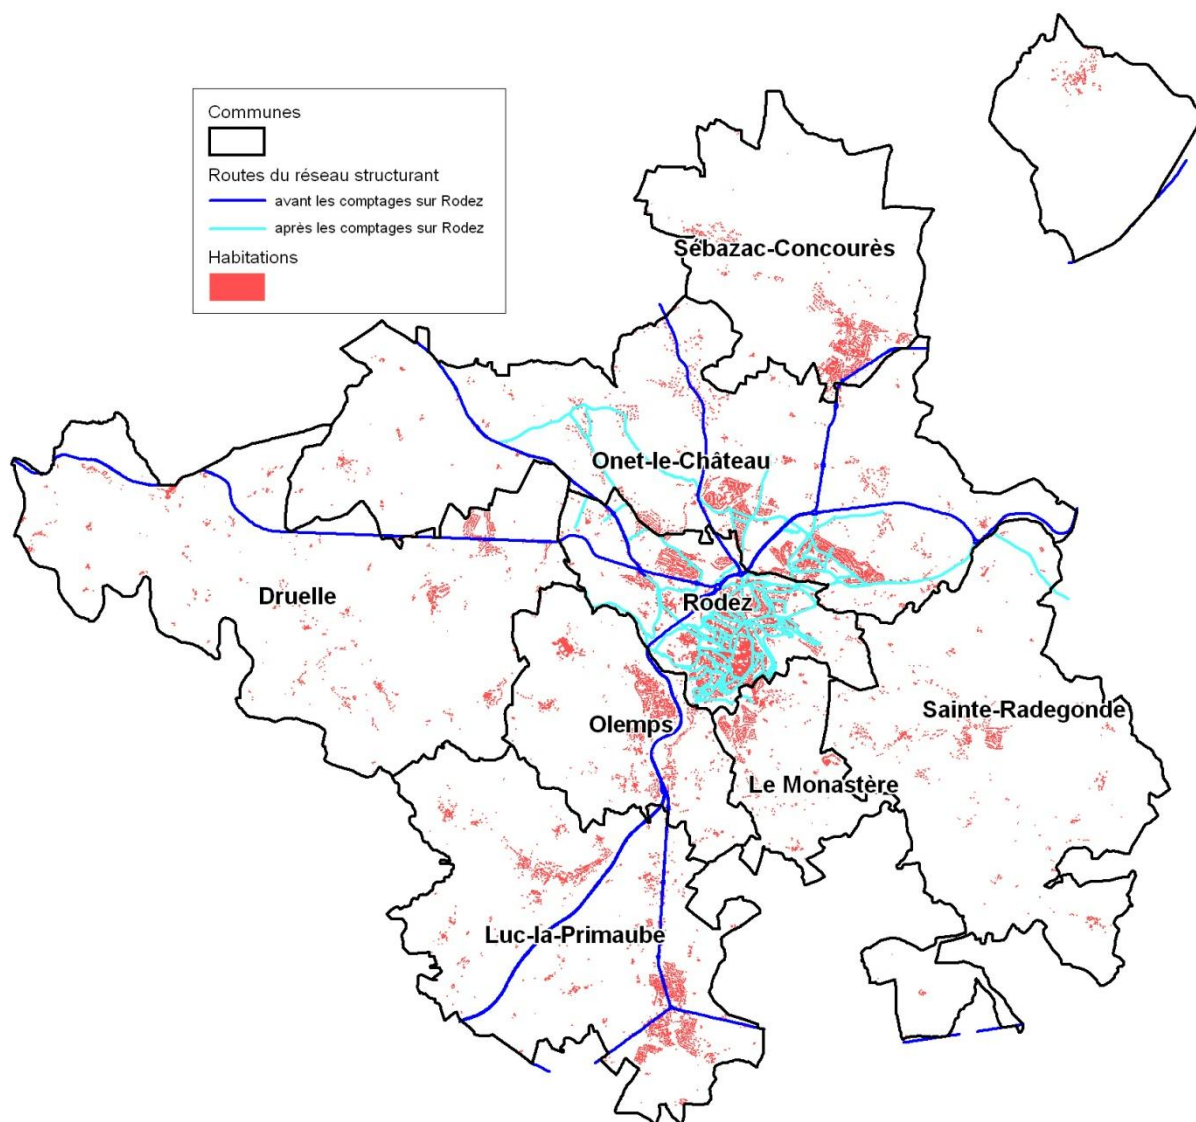 Communes
Routes du réseau structurant
avant les comptages sur Rodez
après les comptages sur Rodez
Habitations
Sébazac-Concourès
Onet-le-Château
Druelle
Rodez
Olemps
Sainte-Radegonde
Le Monastère
Luc-la-Primaube